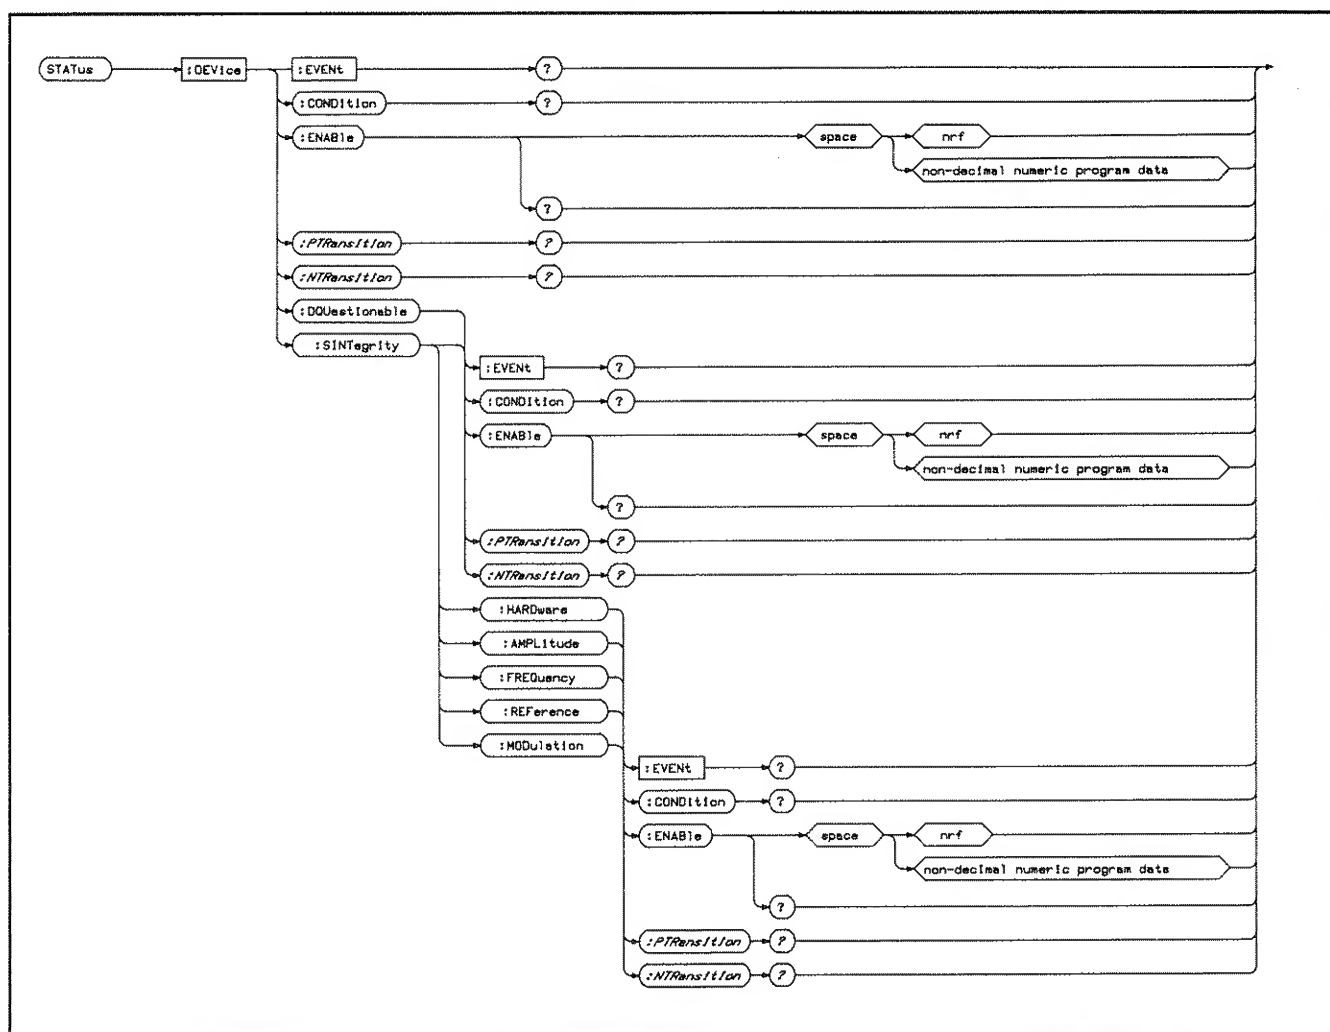 STATus :DEVice :EVENt ?
:CONDition ?
:ENABle space nrf
non-decimal numeric program data
?
:PTRansition ?
:NTRansition ?
:DQUestionable
:SINTegrity
:EVENt ?
:CONDition ?
:ENABle space nrf
non-decimal numeric program data
?
:PTRansition ?
:NTRansition ?
:HARDware
:AMPLitude
:FREQuency
:REFerence
:MODulation
:EVENt ?
:CONDition ?
:ENABle space nrf
non-decimal numeric program data
?
:PTRansition ?
:NTRansition ?